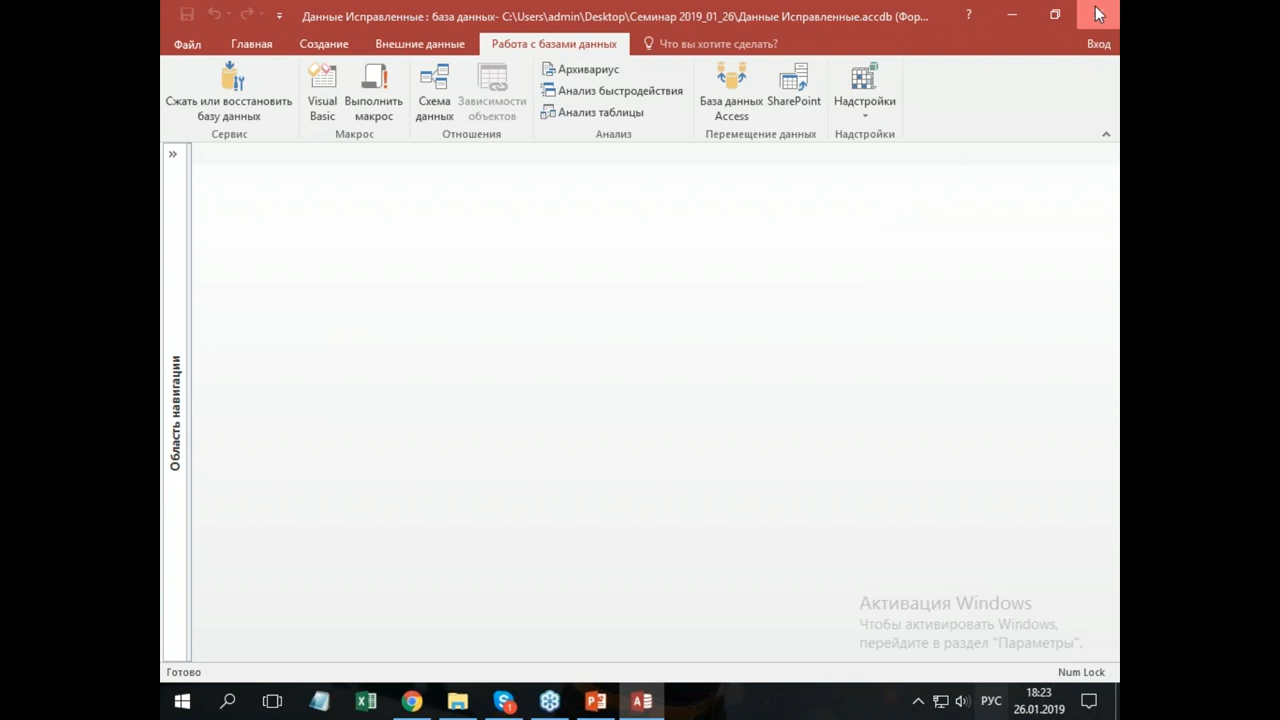 Данные Исправленные : база данных- C:\Users\admin\Desktop\Семинар 2019_01_26\Данные Исправленные.accdb (Фор...
?
Файл Главная Создание Внешние данные Работа с базами данных Что вы хотите сделать? Вход
Сжать или восстановить базу данных
Сервис
Visual Basic
Выполнить макрос
Макрос
Схема данных
Зависимости объектов
Отношения
Архивариус
Анализ быстродействия
Анализ таблицы
Анализ
База данных Access
SharePoint
Перемещение данных
Надстройки
Надстройки
»
Область навигации
Активация Windows
Чтобы активировать Windows,
перейдите в раздел "Параметры".
Готово Num Lock
1
РУС
18:23
26.01.2019